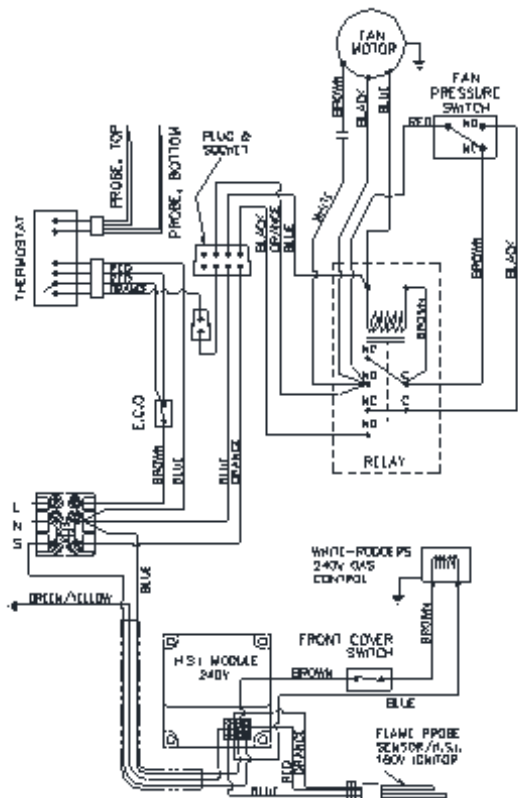 FAN
MOTOR
FAN
PRESSURE
SWITCH
BROWN
BLACK
BLUE
RED
NO
NC
PROBE, TOP
PROBE, BOTTOM
PLUG &
SOCKET
THERMOSTAT
RED
ORANGE
WHITE
BLACK
ORANGE
BLUE
BROWN
BLACK
BROWN
NC
NO
C
NC
C
NO
RELAY
E.C.O
BROWN
BLUE
BLUE
ORANGE
L
N
S
BLUE
GREEN/YELLOW
WHITE-RODGERS
240V GAS
CONTROL
BROWN
H.S.I MODULE
240V
FRONT COVER
SWITCH
BROWN
BLUE
RED
ORANGE
BLUE
FLAME PROBE
SENSOR/H.S.I.